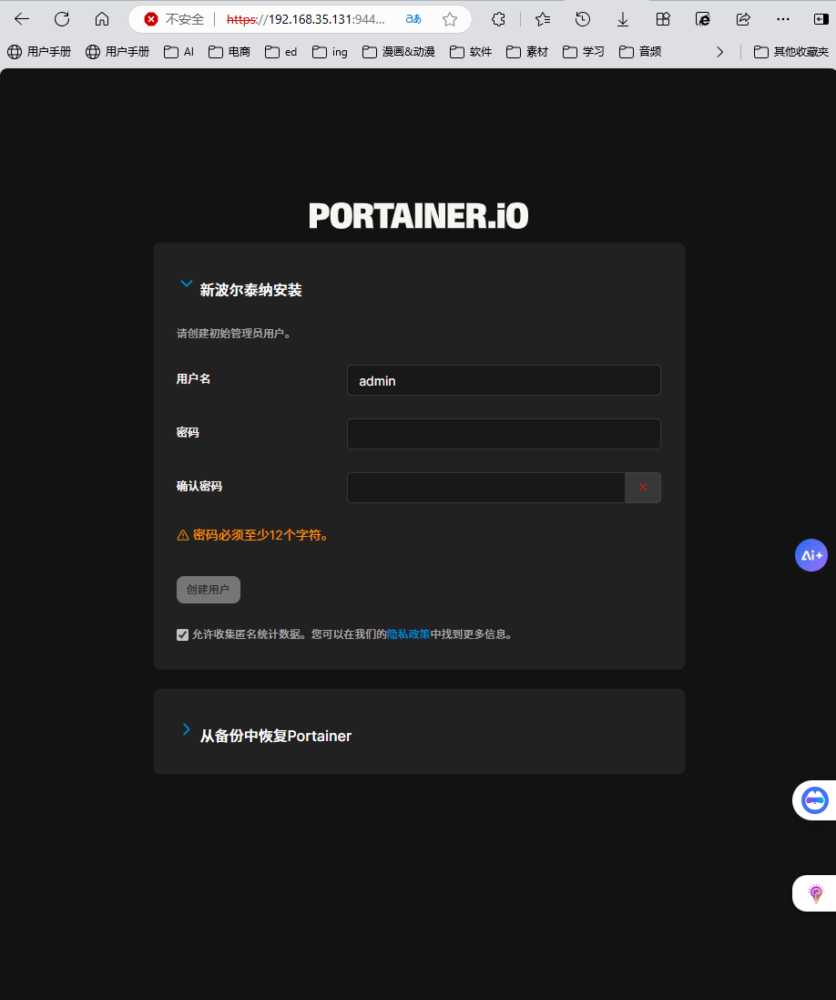 不安全 https://192.168.35.131:944... aあ
用户手册 用户手册 AI 电商 ed ing 漫画&动漫 软件 素材 学习 音频 其他收藏夹
PORTAINER.iO
新波尔泰纳安装
请创建初始管理员用户。
用户名 admin
密码
确认密码
密码必须至少12个字符。
Ai+
创建用户
允许收集匿名统计数据。您可以在我们的隐私政策中找到更多信息。
从备份中恢复Portainer